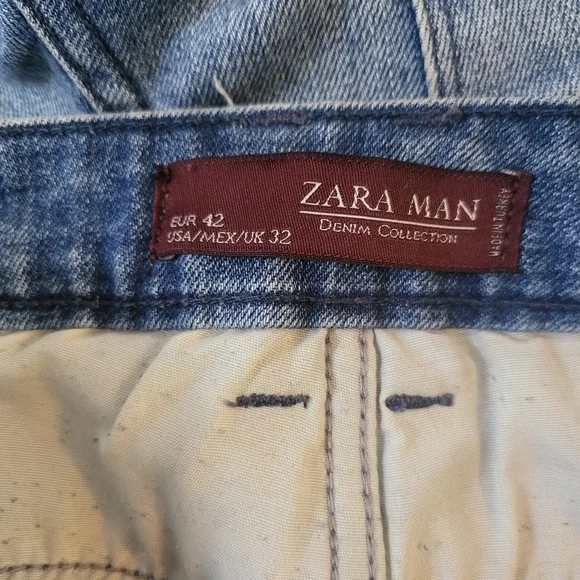 ZARA MAN
DENIM COLLECTION
EUR 42
USA/MEX/UK 32
MADE IN TURKEY